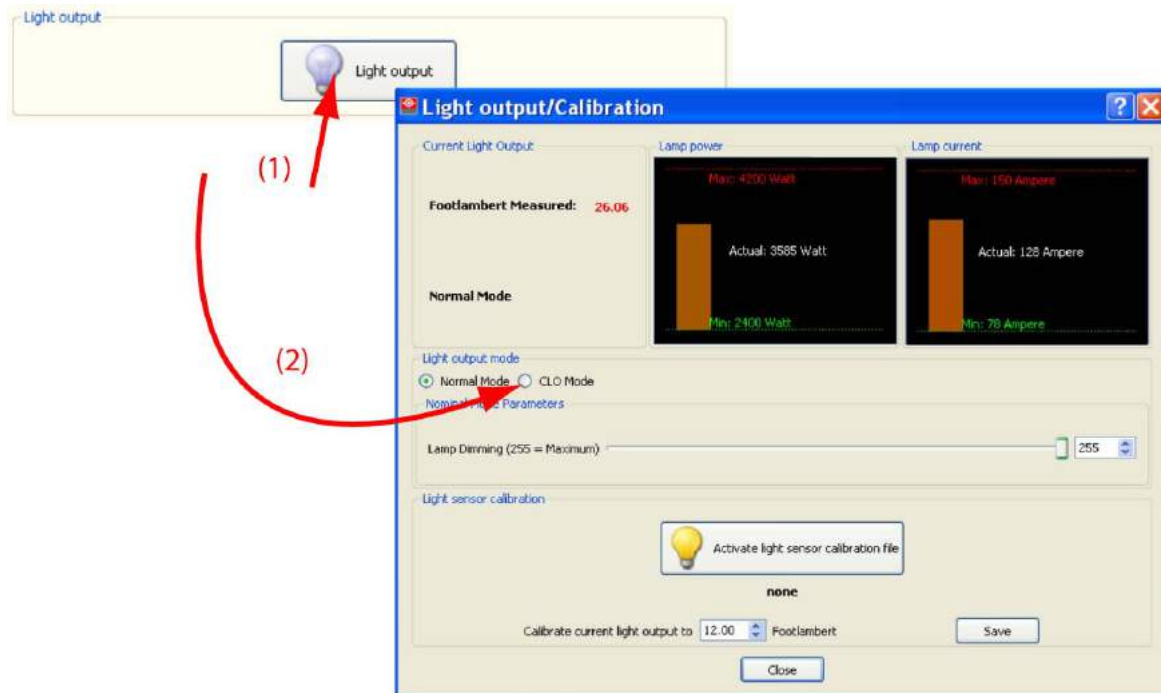 Light output
Light output
(1)
(2)
Light output/Calibration
Current Light Output
Footlambert Measured: 26.06
Normal Mode
Lamp power
Max: 4200 Watt
Actual: 3585 Watt
Min: 2400 Watt
Lamp current
Max: 150 Ampere
Actual: 128 Ampere
Min: 78 Ampere
Light output mode
Normal Mode CLO Mode
Nominal Mode Parameters
Lamp Dimming (255 = Maximum) 255
Light sensor calibration
Activate light sensor calibration file
none
Calibrate current light output to 12.00 Footlambert Save
Close